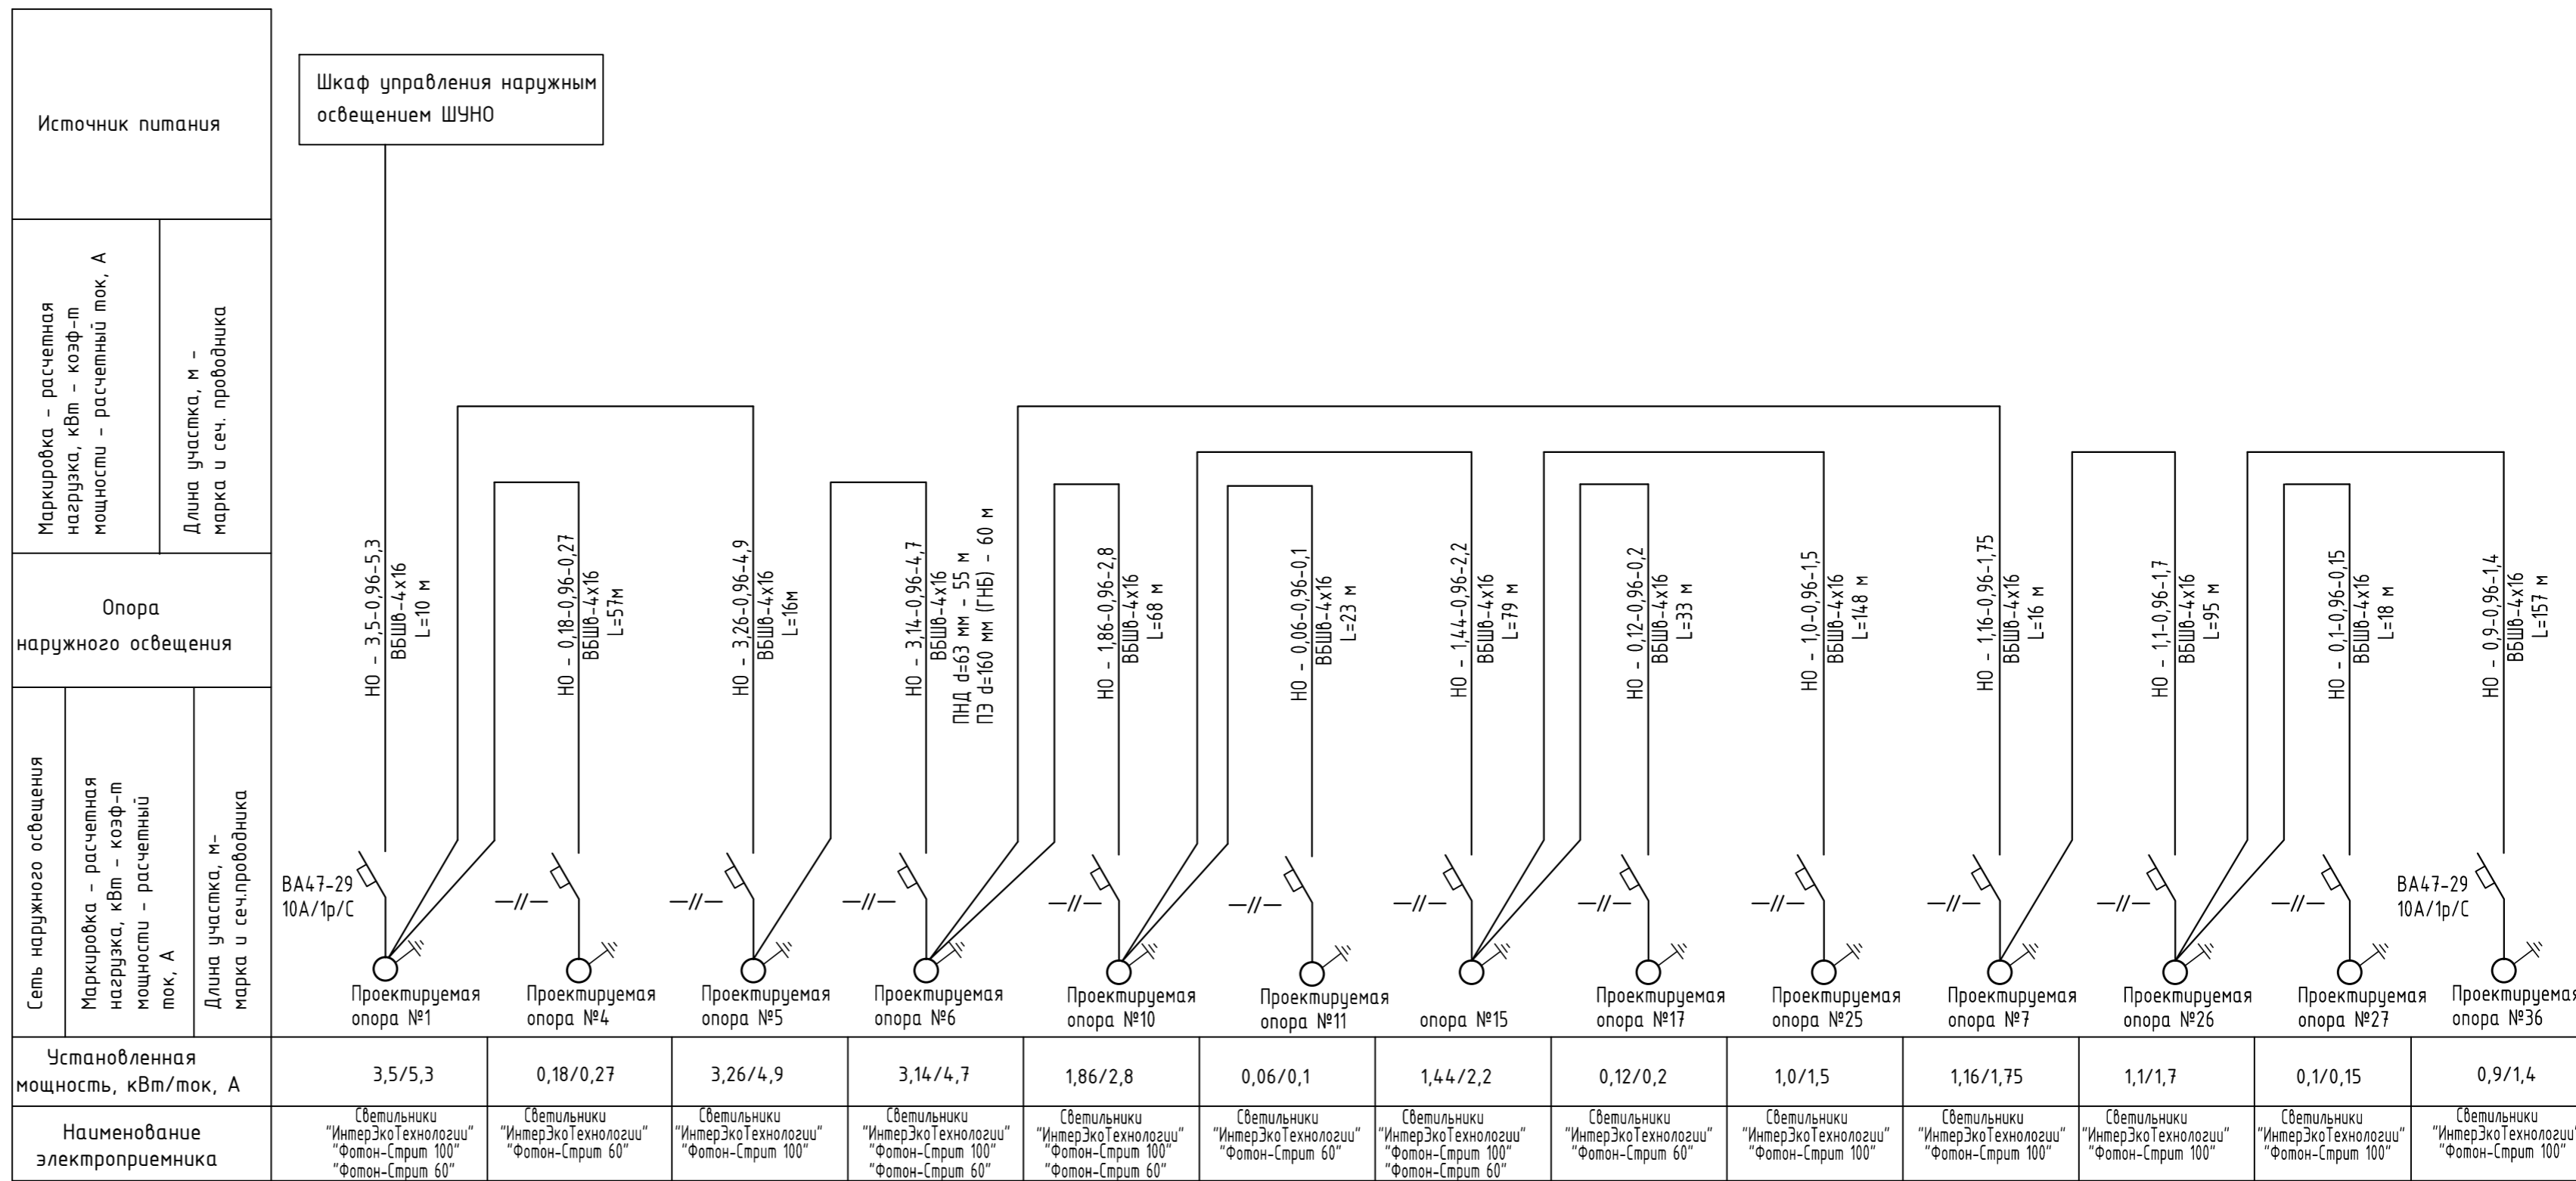 Источник питания
Шкаф управления наружным
освещением ШУНО
Маркировка - расчетная
нагрузка, кВт - коэф-т
мощности - расчетный ток, А
Длина участка, м -
марка и сеч. проводника
Опора
наружного освещения
Сеть наружного освещения
Маркировка - расчетная
нагрузка, кВт - коэф-т
мощности - расчетный
ток, А
Длина участка, м-
марка и сеч.проводника
НО - 3,5-0,96-5,3
ВБШв-4х16
L=10 м
НО - 0,18-0,96-0,27
ВБШв-4х16
L=57м
НО - 3,26-0,96-4,9
ВБШв-4х16
L=16м
НО - 3,14-0,96-4,7
ВБШв-4х16
ПНД d=63 мм - 55 м
ПЭ d=160 мм (ГНБ) - 60 м
НО - 1,86-0,96-2,8
ВБШв-4х16
L=68 м
НО - 0,06-0,96-0,1
ВБШв-4х16
L=23 м
НО - 1,44-0,96-2,2
ВБШв-4х16
L=79 м
НО - 0,12-0,96-0,2
ВБШв-4х16
L=33 м
НО - 1,0-0,96-1,5
ВБШв-4х16
L=148 м
НО - 1,16-0,96-1,75
ВБШв-4х16
L=16 м
НО - 1,1-0,96-1,7
ВБШв-4х16
L=95 м
НО - 0,1-0,96-0,15
ВБШв-4х16
L=18 м
НО - 0,9-0,96-1,4
ВБШв-4х16
L=157 м
ВА47-29
10А/1р/С
—//—
—//—
—//—
—//—
—//—
—//—
—//—
—//—
—//—
—//—
—//—
ВА47-29
10А/1р/С
Проектируемая
опора №1
Проектируемая
опора №4
Проектируемая
опора №5
Проектируемая
опора №6
Проектируемая
опора №10
Проектируемая
опора №11
опора №15
Проектируемая
опора №17
Проектируемая
опора №25
Проектируемая
опора №7
Проектируемая
опора №26
Проектируемая
опора №27
Проектируемая
опора №36
Установленная
мощность, кВт/ток, А
3,5/5,3
0,18/0,27
3,26/4,9
3,14/4,7
1,86/2,8
0,06/0,1
1,44/2,2
0,12/0,2
1,0/1,5
1,16/1,75
1,1/1,7
0,1/0,15
0,9/1,4
Наименование
электроприемника
Светильники
"ИнтерЭкоТехнологии"
"Фотон-Стрит 100"
"Фотон-Стрит 60"
Светильники
"ИнтерЭкоТехнологии"
"Фотон-Стрит 60"
Светильники
"ИнтерЭкоТехнологии"
"Фотон-Стрит 100"
Светильники
"ИнтерЭкоТехнологии"
"Фотон-Стрит 100"
"Фотон-Стрит 60"
Светильники
"ИнтерЭкоТехнологии"
"Фотон-Стрит 100"
"Фотон-Стрит 60"
Светильники
"ИнтерЭкоТехнологии"
"Фотон-Стрит 60"
Светильники
"ИнтерЭкоТехнологии"
"Фотон-Стрит 100"
"Фотон-Стрит 60"
Светильники
"ИнтерЭкоТехнологии"
"Фотон-Стрит 60"
Светильники
"ИнтерЭкоТехнологии"
"Фотон-Стрит 100"
Светильники
"ИнтерЭкоТехнологии"
"Фотон-Стрит 100"
Светильники
"ИнтерЭкоТехнологии"
"Фотон-Стрит 100"
Светильники
"ИнтерЭкоТехнологии"
"Фотон-Стрит 100"
Светильники
"ИнтерЭкоТехнологии"
"Фотон-Стрит 100"